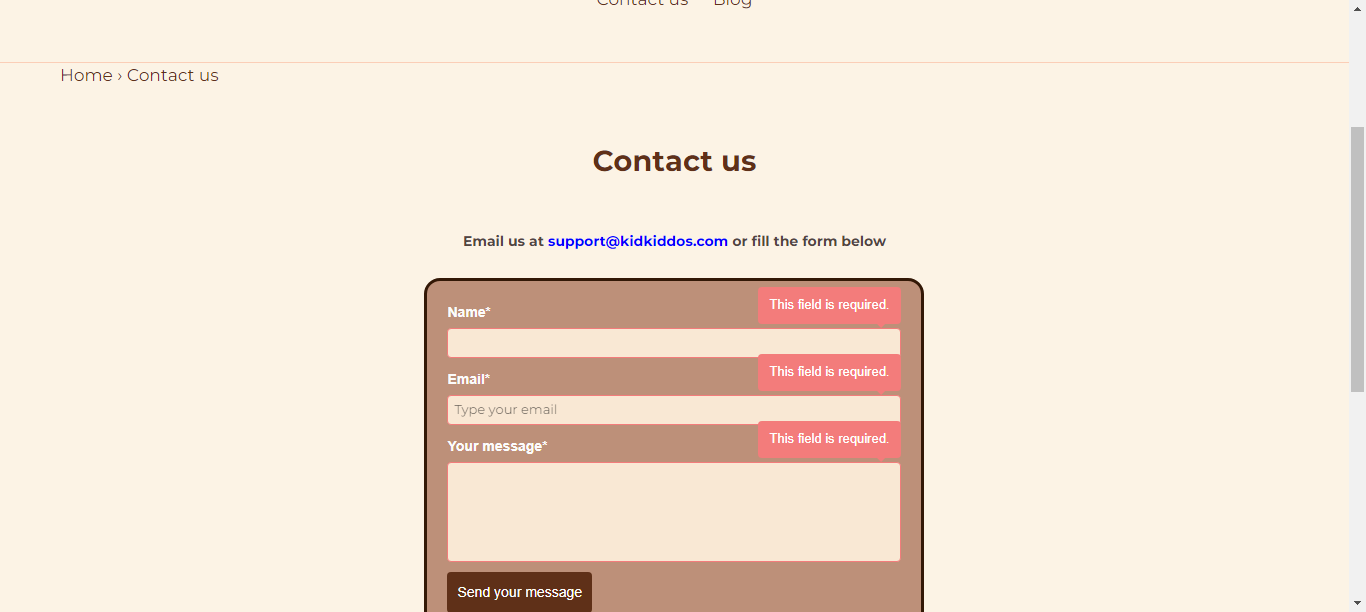 Contact us Blog
Home › Contact us
Contact us
Email us at support@kidkiddos.com or fill the form below
This field is required.
Name*
This field is required.
Email*
Type your email
This field is required.
Your message*
Send your message